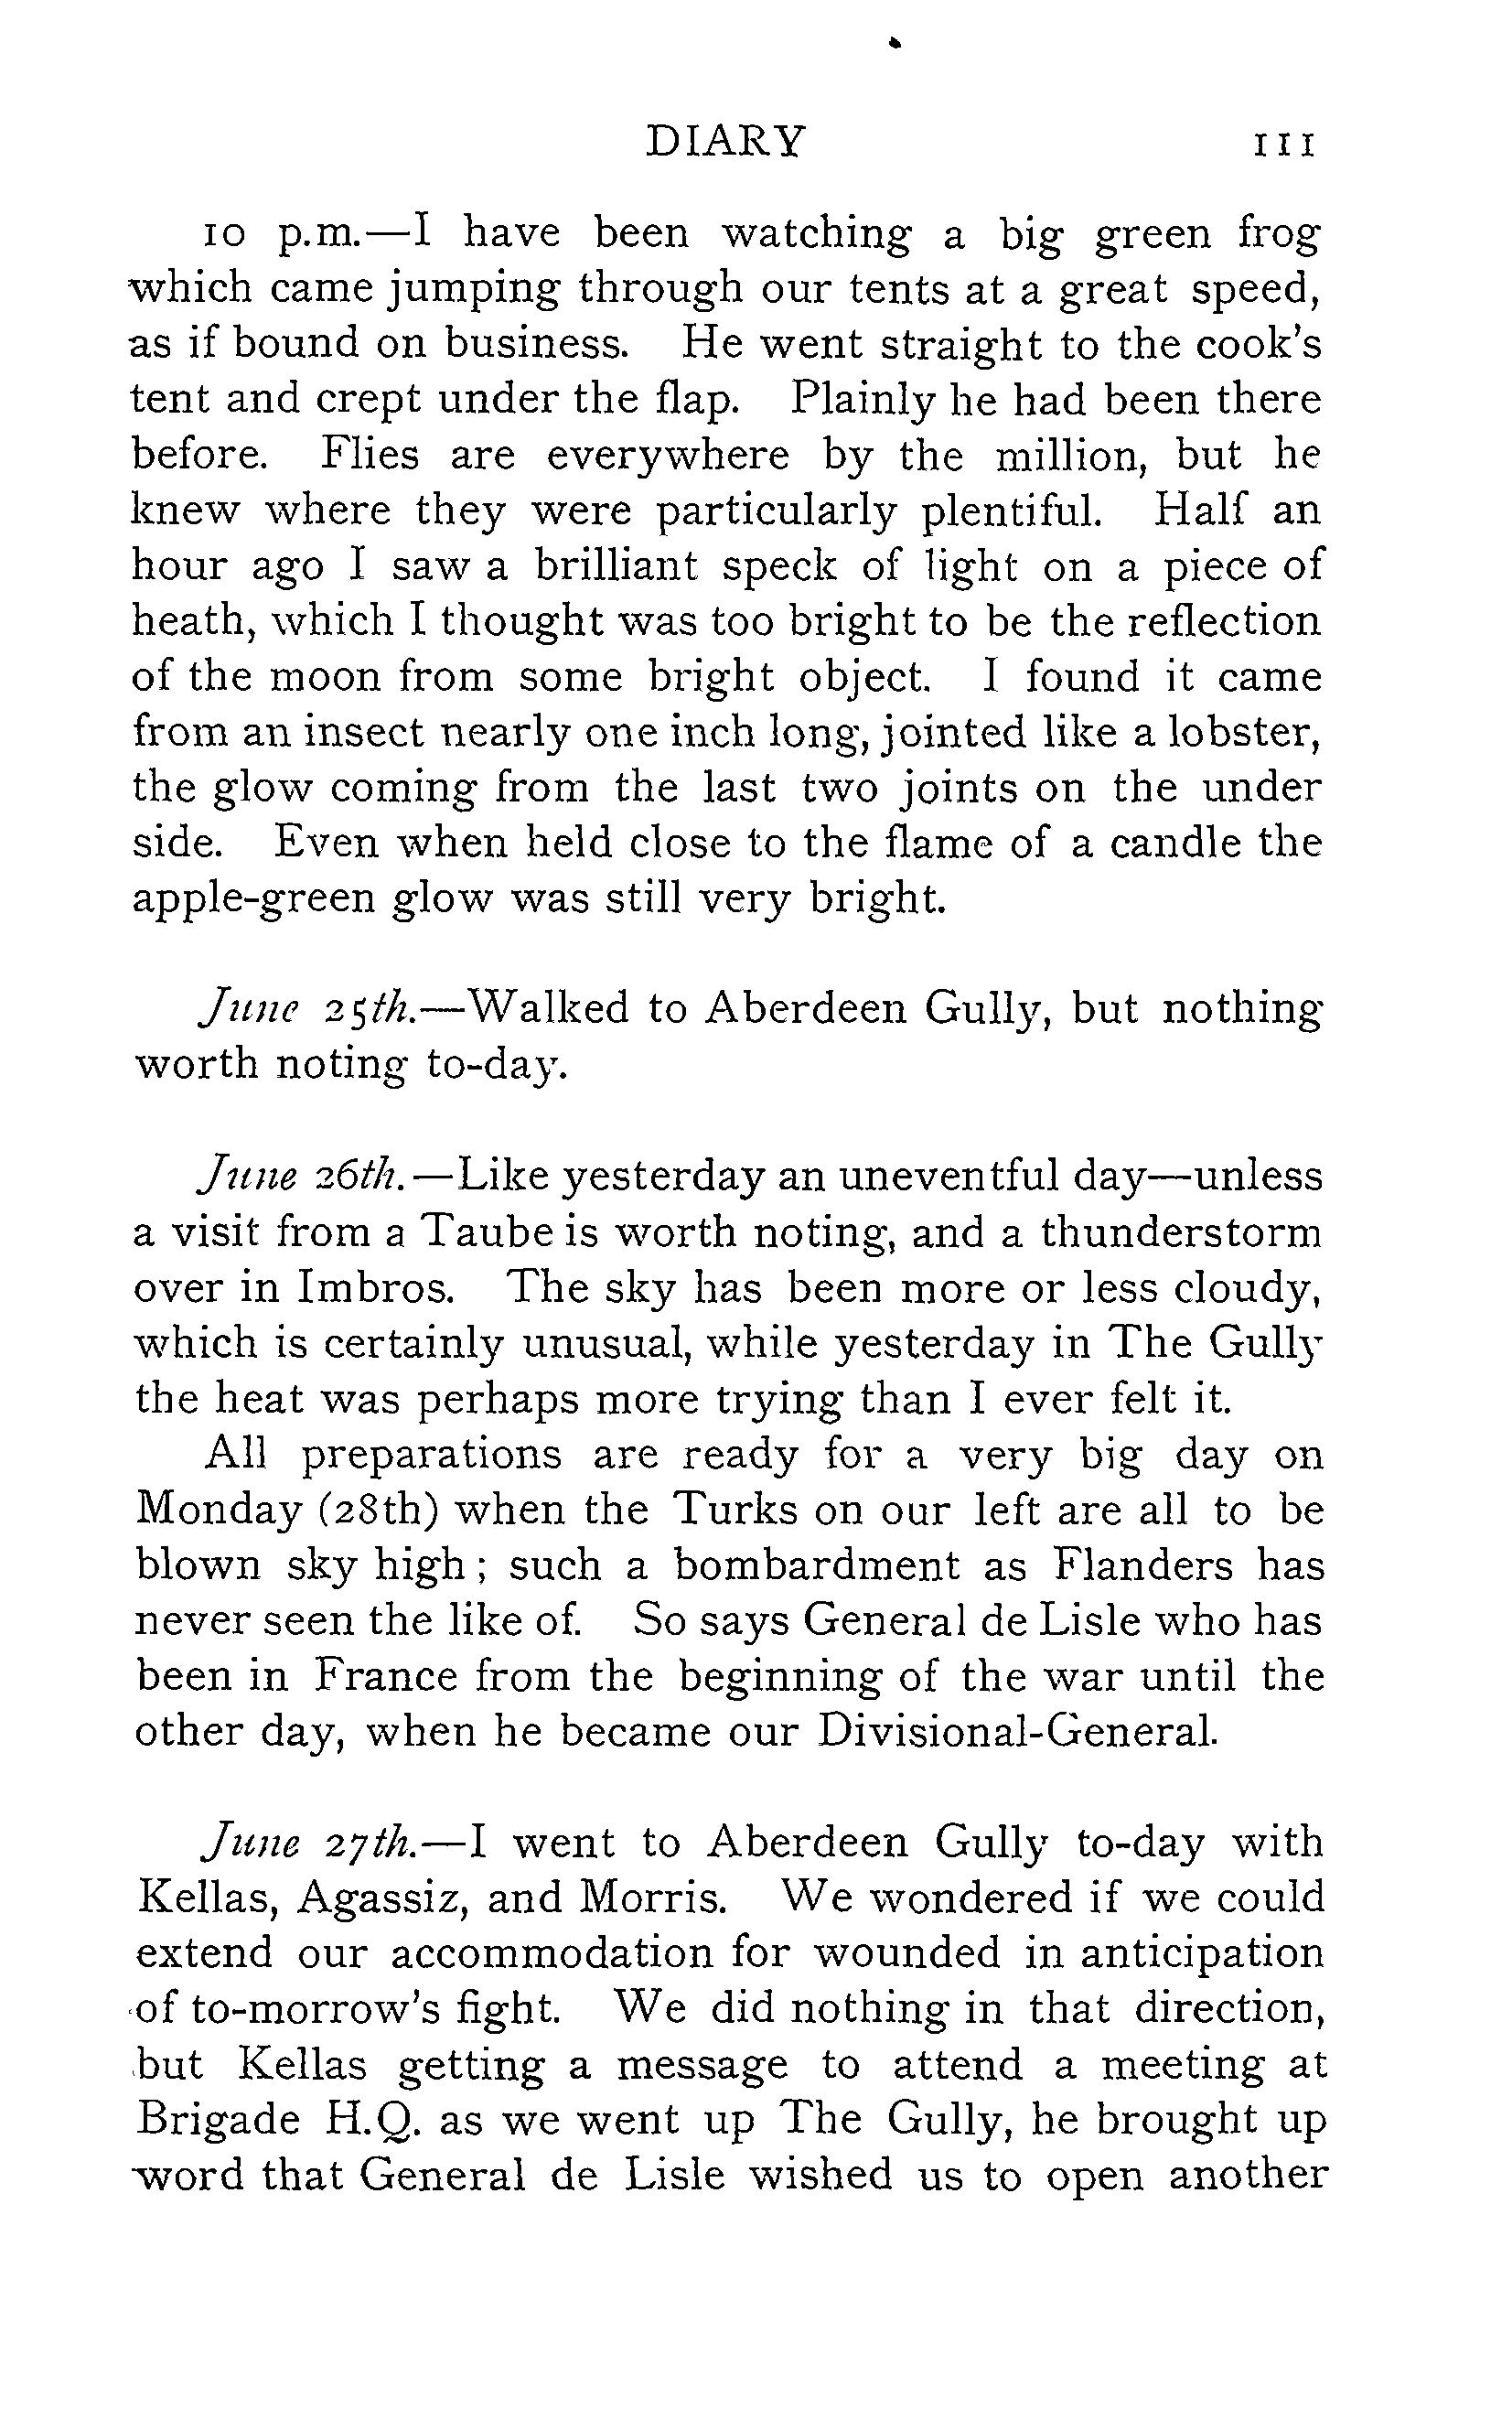 DIARY 111
10 p.m.—I have been watching a big green frog
which came jumping through our tents at a great speed,
as if bound on business. He went straight to the cook's
tent and crept under the flap. Plainly he had been there
before. Flies are everywhere by the million, but he
knew where they were particularly plentiful. Half an
hour ago I saw a brilliant speck of light on a piece of
heath, which I thought was too bright to be the reflection
of the moon from some bright object. I found it came
from an insect nearly one inch long, jointed like a lobster,
the glow coming from the last two joints on the under
side. Even when held close to the flame of a candle the
apple-green glow was still very bright.
June 25th.—Walked to Aberdeen Gully, but nothing
worth noting to-day.
June 26th.—Like yesterday an uneventful day—unless
a visit from a Taube is worth noting, and a thunderstorm
over in Imbros. The sky has been more or less cloudy,
which is certainly unusual, while yesterday in The Gully
the heat was perhaps more trying than I ever felt it.
All preparations are ready for a very big day on
Monday (28th) when the Turks on our left are all to be
blown sky high; such a bombardment as Flanders has
never seen the like of. So says General de Lisle who has
been in France from the beginning of the war until the
other day, when he became our Divisional-General.
June 27th.—I went to Aberdeen Gully to-day with
Kellas, Agassiz, and Morris. We wondered if we could
extend our accommodation for wounded in anticipation
of to-morrow's fight. We did nothing in that direction,
but Kellas getting a message to attend a meeting at
Brigade H.Q. as we went up The Gully, he brought up
word that General de Lisle wished us to open another